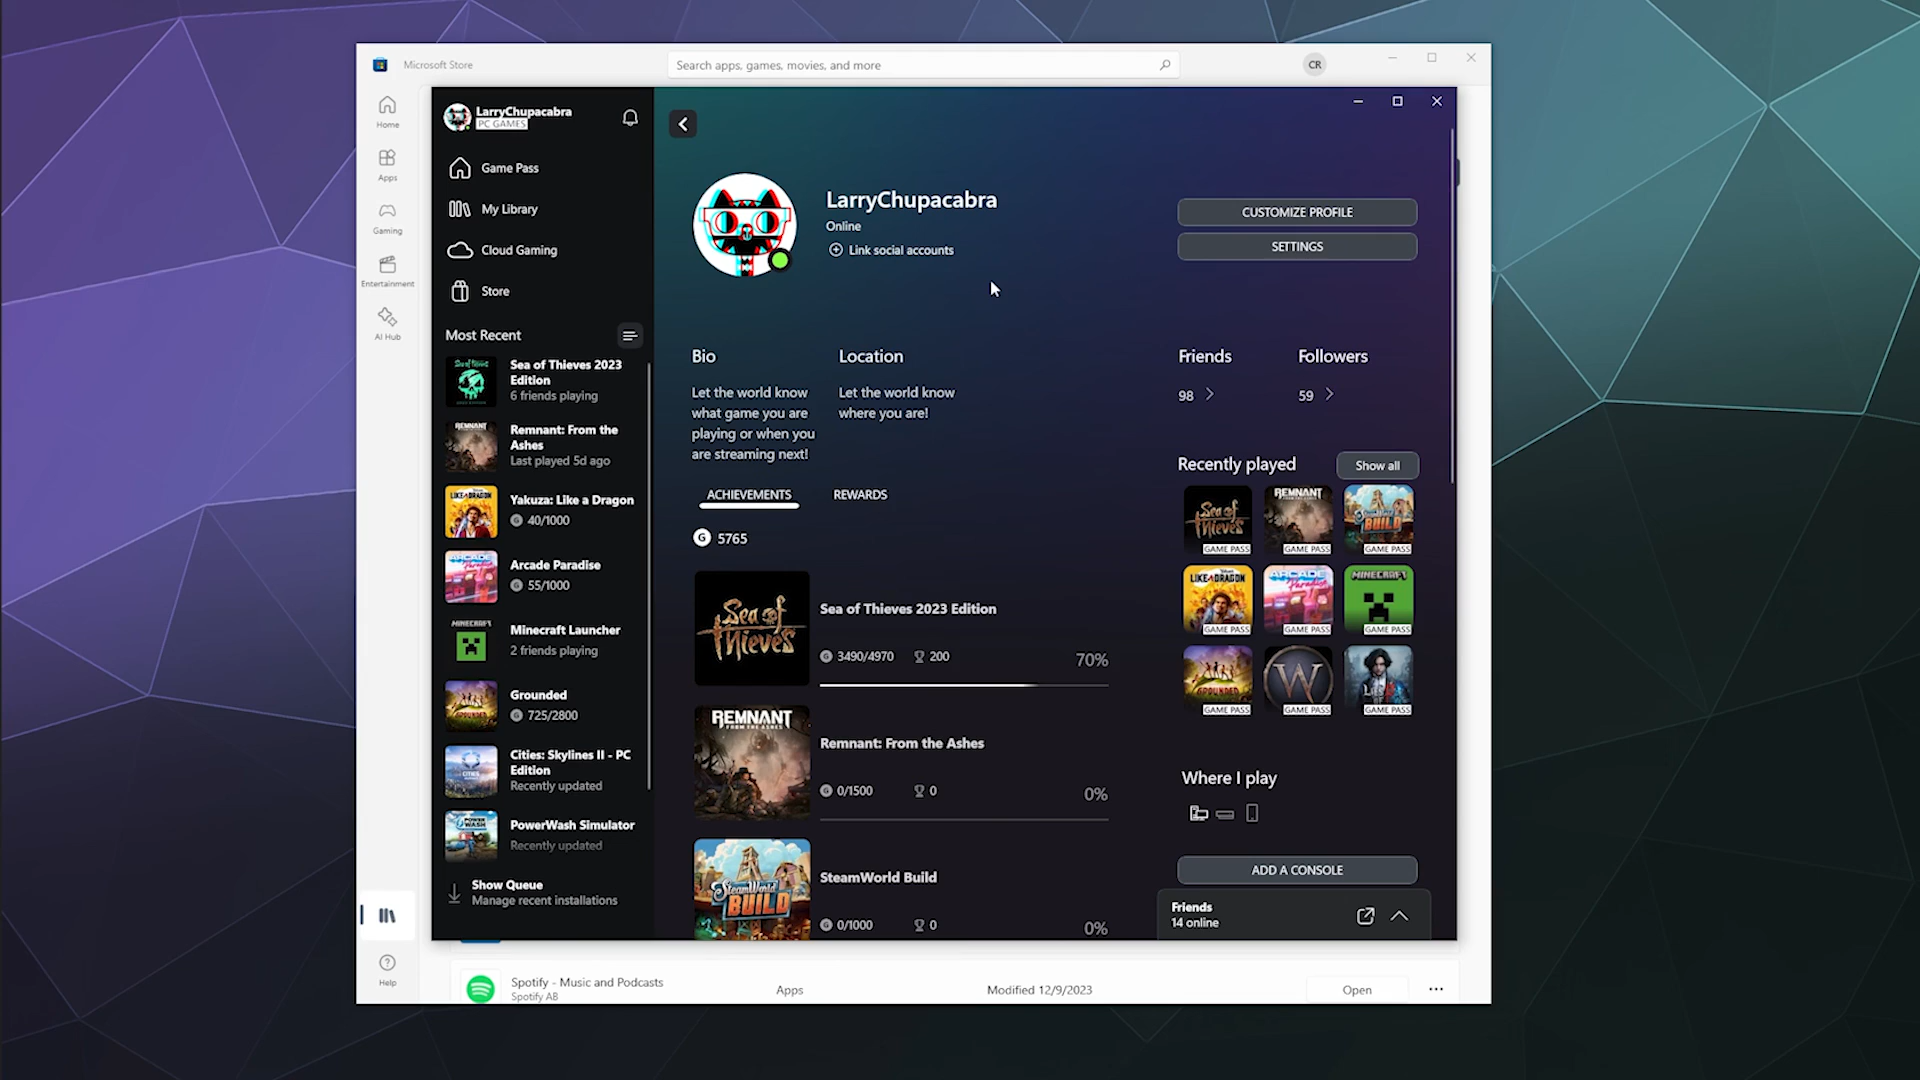 Microsoft Store
Search apps, games, movies, and more
CR
Home
Apps
Gaming
Entertainment
AI Hub
Help
LarryChupacabra
PC GAMES
Game Pass
My Library
Cloud Gaming
Store
Most Recent
Sea of Thieves 2023
Edition
6 friends playing
Remnant: From the
Ashes
Last played 5d ago
Yakuza: Like a Dragon
G 40/1000
Arcade Paradise
G 55/1000
Minecraft Launcher
2 friends playing
Grounded
G 725/2800
Cities: Skylines II - PC
Edition
Recently updated
PowerWash Simulator
Recently updated
Show Queue
Manage recent installations
LarryChupacabra
Online
Link social accounts
CUSTOMIZE PROFILE
SETTINGS
Bio
Let the world know
what game you are
playing or when you
are streaming next!
Location
Let the world know
where you are!
Friends
98
Followers
59
ACHIEVEMENTS
REWARDS
G 5765
Sea of Thieves
Sea of Thieves 2023 Edition
G 3490/4970
200
70%
REMNANT
FROM THE ASHES
Remnant: From the Ashes
G 0/1500
0
0%
SteamWorld
BUILD
SteamWorld Build
G 0/1000
0
0%
Recently played
Show all
Sea of Thieves
GAME PASS
REMNANT
GAME PASS
SteamWorld
BUILD
GAME PASS
LIKE A DRAGON
GAME PASS
ARCADE
Paradise
GAME PASS
MINECRAFT
GAME PASS
GROUNDED
GAME PASS
W
GAME PASS
GAME PASS
Where I play
ADD A CONSOLE
Friends
14 online
Spotify - Music and Podcasts
Spotify AB
Apps
Modified 12/9/2023
Open